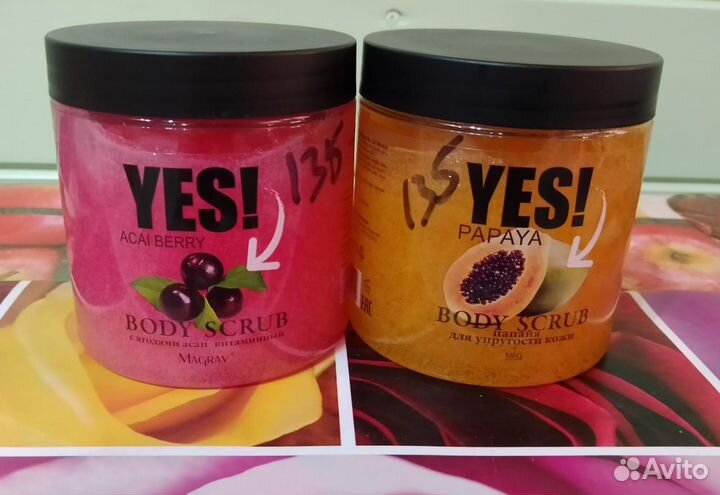 YES!
135
ACAI BERRY
BODY SCRUB
с ягодами асаи витаминный
MAGRAV
YES!
135
PAPAYA
BODY SCRUB
папайя
для упругости кожи
M&G
EAC
Avito